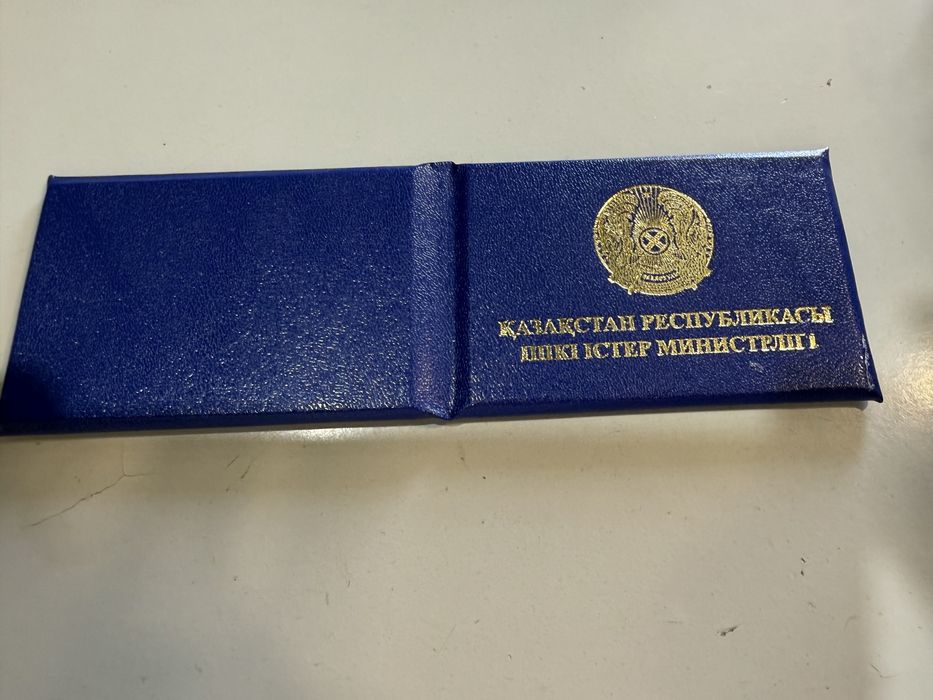 ҚАЗАҚСТАН РЕСПУБЛИКАСЫ
ІШКІ ІСТЕР МИНИСТРЛІГІ